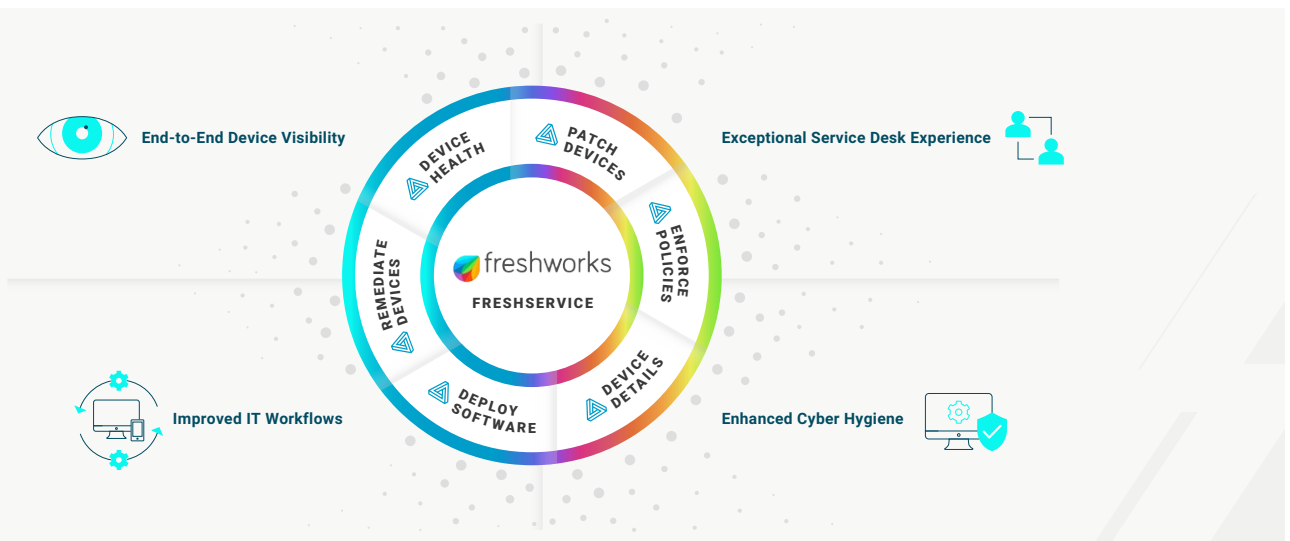 End-to-End Device Visibility
Exceptional Service Desk Experience
DEVICE
HEALTH
PATCH
DEVICES
ENFORCE
POLICIES
REMEDIATE
DEVICES
freshworks
FRESHSERVICE
DEPLOY
SOFTWARE
DEVICE
DETAILS
Improved IT Workflows
Enhanced Cyber Hygiene